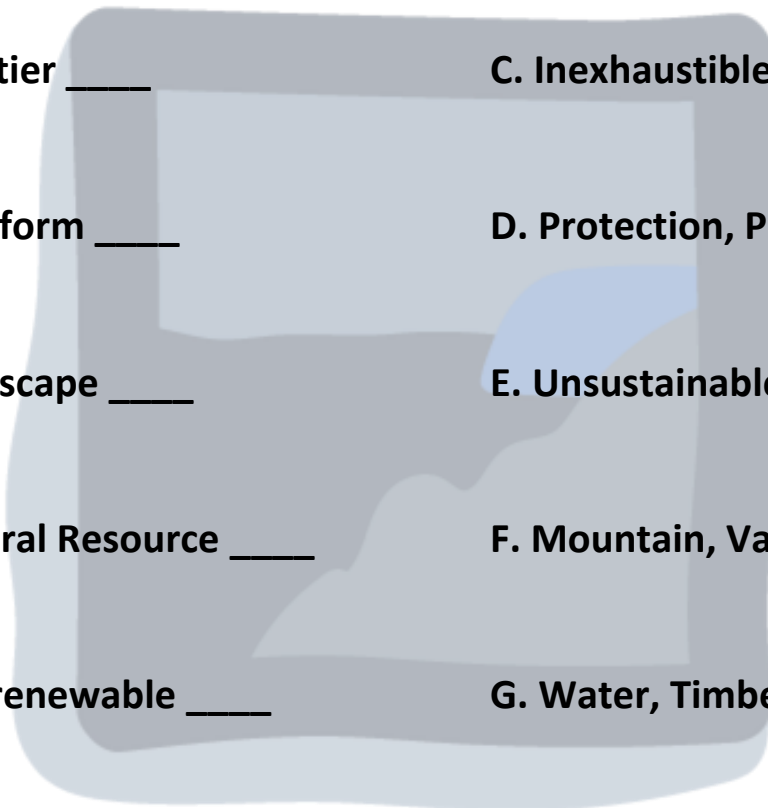 tier ____ C. Inexhaustible
form ____ D. Protection, P
scape ____ E. Unsustainable
ral Resource ____ F. Mountain, Va
renewable ____ G. Water, Timbe